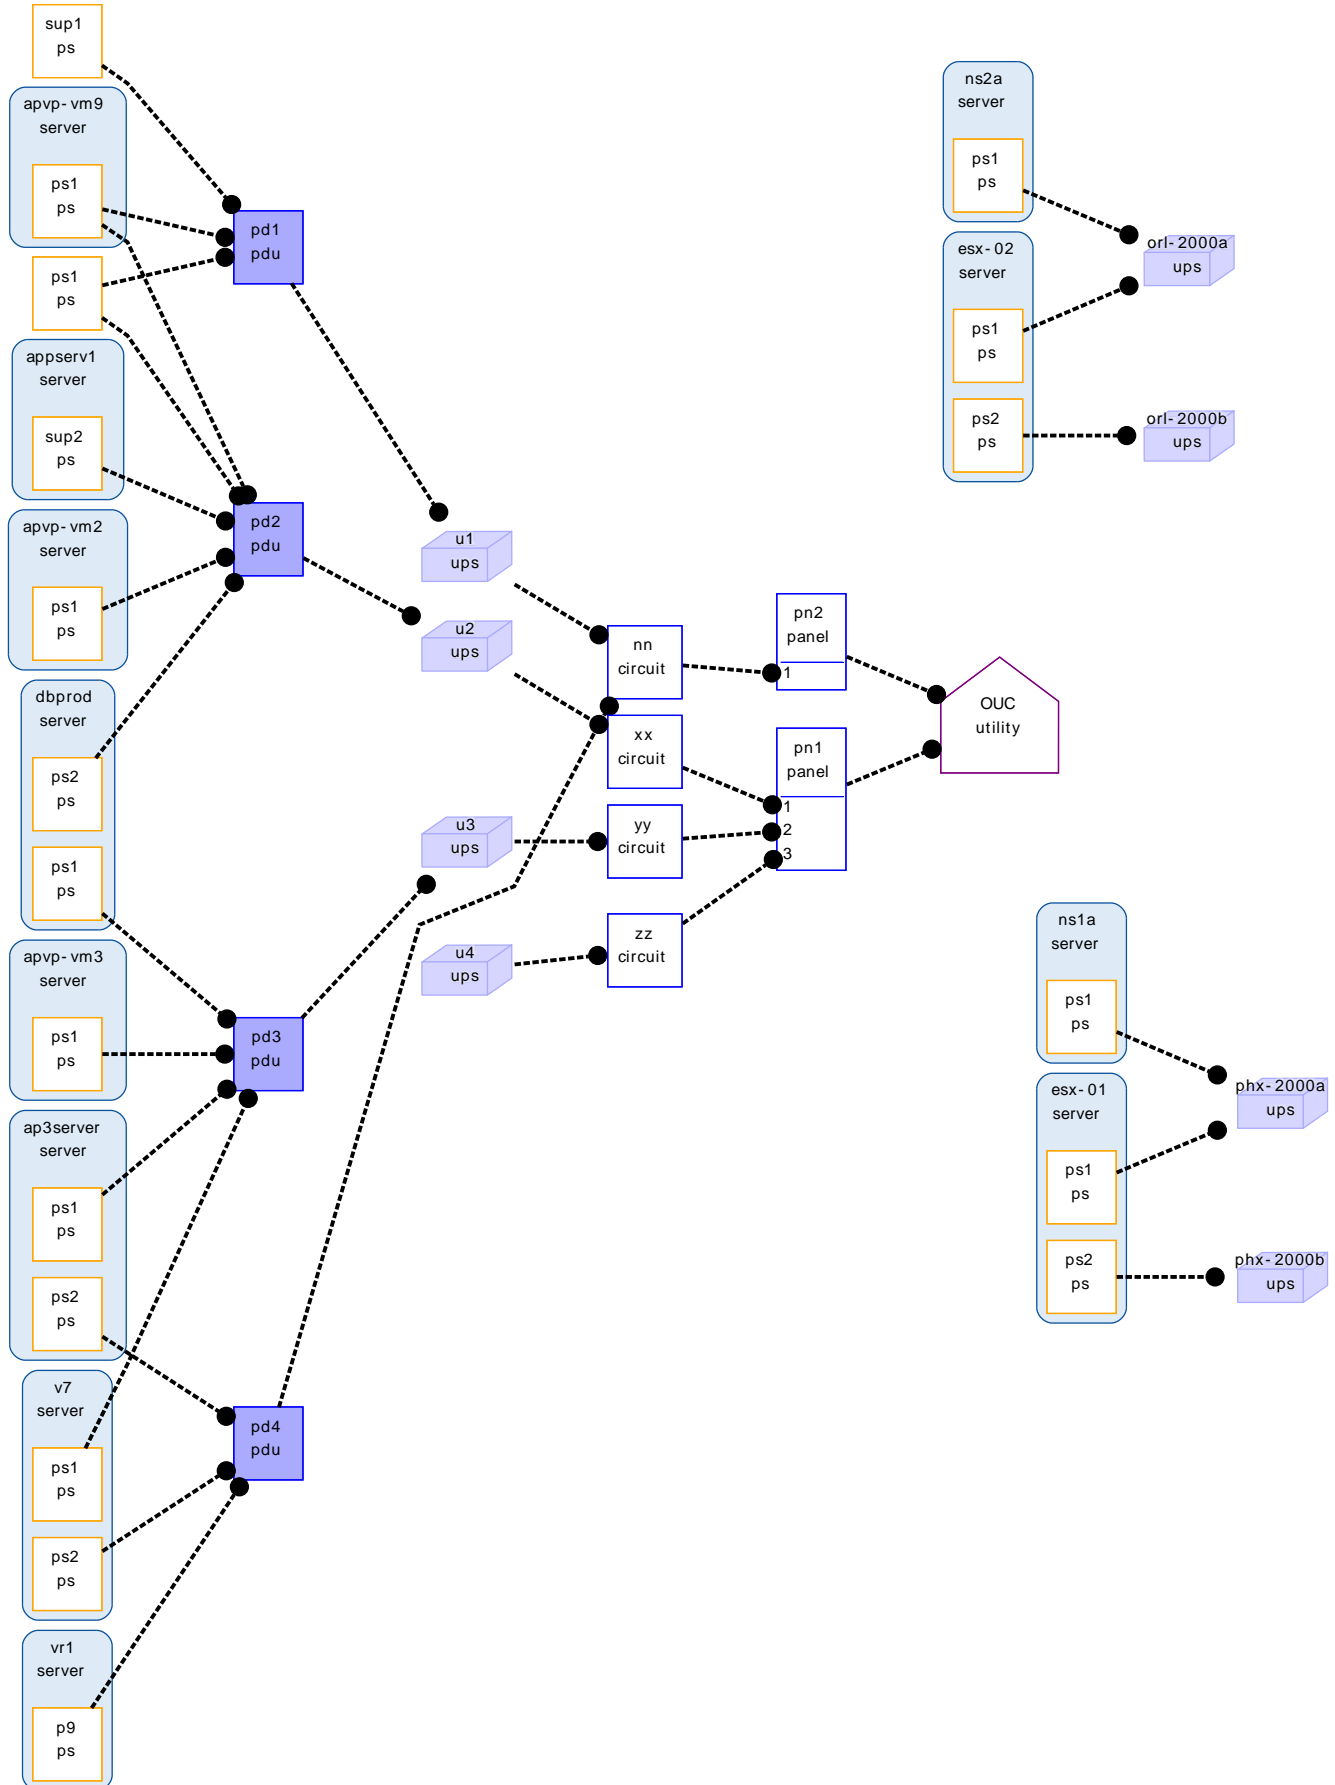 sup1
ps
apvp-vm9
server
ps1
ps
ps1
ps
appserv1
server
sup2
ps
apvp-vm2
server
ps1
ps
dbprod
server
ps2
ps
ps1
ps
apvp-vm3
server
ps1
ps
ap3server
server
ps1
ps
ps2
ps
v7
server
ps1
ps
ps2
ps
vr1
server
p9
ps
pd1
pdu
pd2
pdu
pd3
pdu
pd4
pdu
u1
ups
u2
ups
u3
ups
u4
ups
nn
circuit
xx
circuit
yy
circuit
zz
circuit
pn2
panel
1
pn1
panel
1
2
3
OUC
utility
ns2a
server
ps1
ps
esx-02
server
ps1
ps
ps2
ps
orl-2000a
ups
orl-2000b
ups
ns1a
server
ps1
ps
esx-01
server
ps1
ps
ps2
ps
phx-2000a
ups
phx-2000b
ups